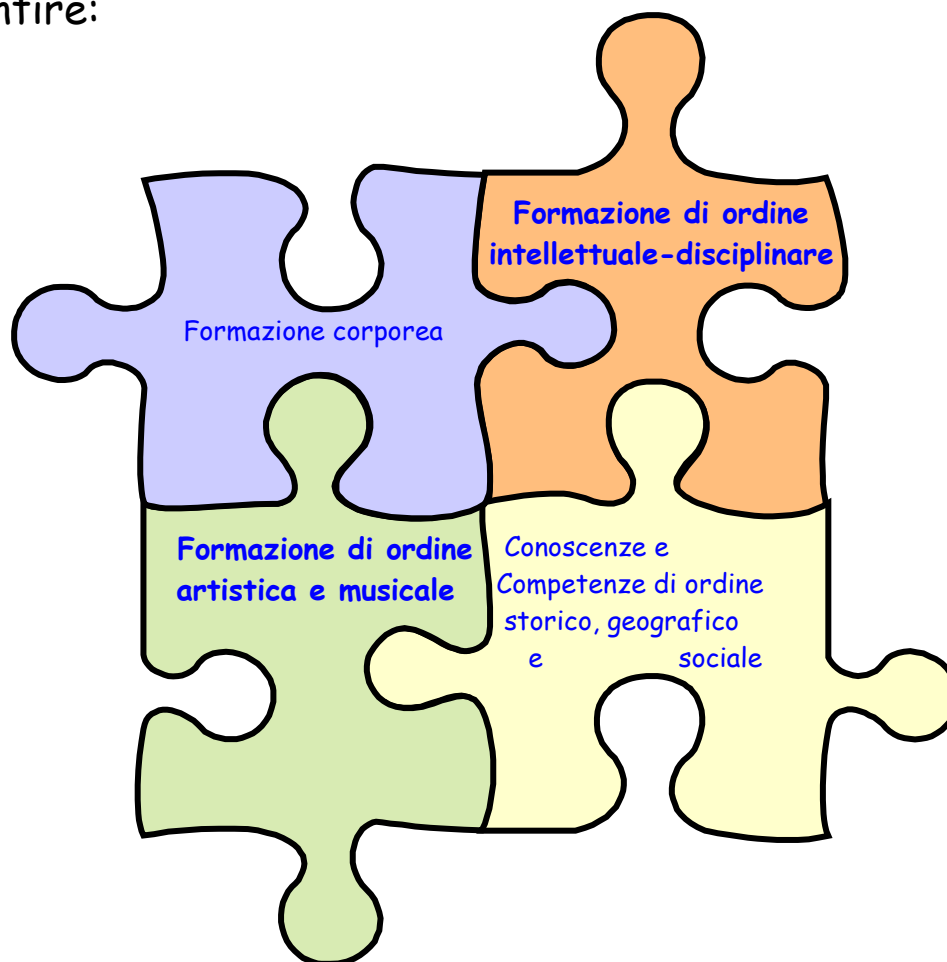 ntire:
Formazione di ordine
intellettuale-disciplinare
Formazione corporea
Formazione di ordine
artistica e musicale
Conoscenze e
Competenze di ordine
storico, geografico
e sociale